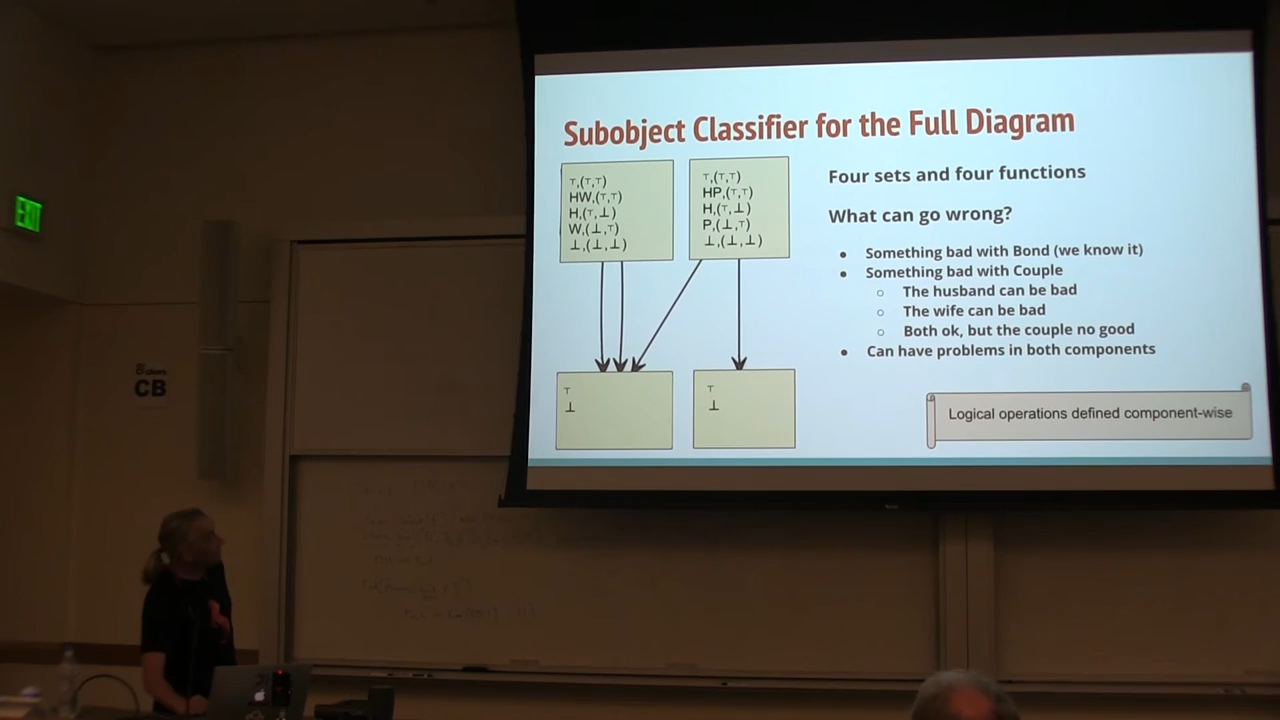 Subobject Classifier for the Full Diagram
⊤,(⊤,⊤)
HW,(⊤,⊤)
H,(⊤,⊥)
W,(⊥,⊤)
⊥,(⊥,⊥)
⊤,(⊤,⊤)
HP,(⊤,⊤)
H,(⊤,⊥)
P,(⊥,⊤)
⊥,(⊥,⊥)
⊤
⊥
⊤
⊥
Four sets and four functions
What can go wrong?
● Something bad with Bond (we know it)
● Something bad with Couple
○ The husband can be bad
○ The wife can be bad
○ Both ok, but the couple no good
● Can have problems in both components
Logical operations defined component-wise
EXIT
CB